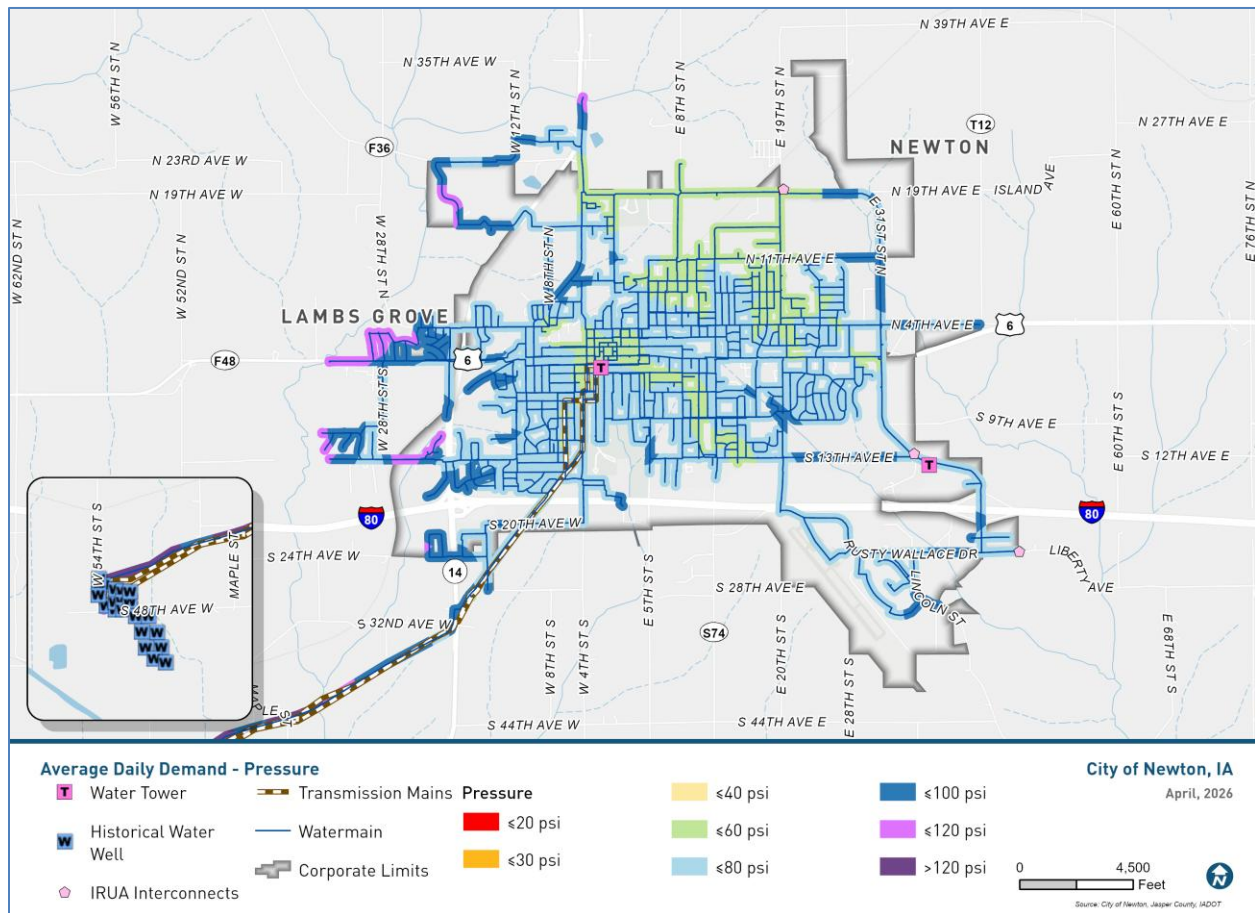 N 39TH AVE E
N 35TH AVE W
W 56TH ST N
W 12TH ST N
E 8TH ST N
E 19TH ST N
T12
N 27TH AVE E
F36
NEWTON
N 23RD AVE W
N 19TH AVE W
N 19TH AVE E
ISLAND AVE
E 31ST ST N
E 60TH ST N
E 76TH ST N
W 62ND ST N
W 52ND ST N
W 28TH ST N
W 8TH ST N
N 11TH AVE E
LAMBS GROVE
N 4TH AVE E
6
F48
6
T
W 28TH ST S
S 9TH AVE E
E 60TH ST S
S 13TH AVE E
T
S 12TH AVE E
80
S 20TH AVE W
80
S 24TH AVE W
RUSTY WALLACE DR
LIBERTY AVE
14
E 5TH ST S
S 28TH AVE E
LINCOLN ST
S 32ND AVE W
S74
W 8TH ST S
W 4TH ST S
E 20TH ST S
E 28TH ST S
E 68TH ST S
S 44TH AVE W
S 44TH AVE E
MAPLE ST
W 54TH ST S
MAPLE ST
S 48TH AVE W
W
W
W
W
W
W
W
W
W
W
W
W
W
W
Average Daily Demand - Pressure
T Water Tower
W Historical Water
Well
IRUA Interconnects
Transmission Mains
Watermain
Corporate Limits
Pressure
≤20 psi
≤30 psi
≤40 psi
≤60 psi
≤80 psi
≤100 psi
≤120 psi
>120 psi
City of Newton, IA
April, 2026
0 4,500
Feet
N
Source: City of Newton, Jasper County, IADOT